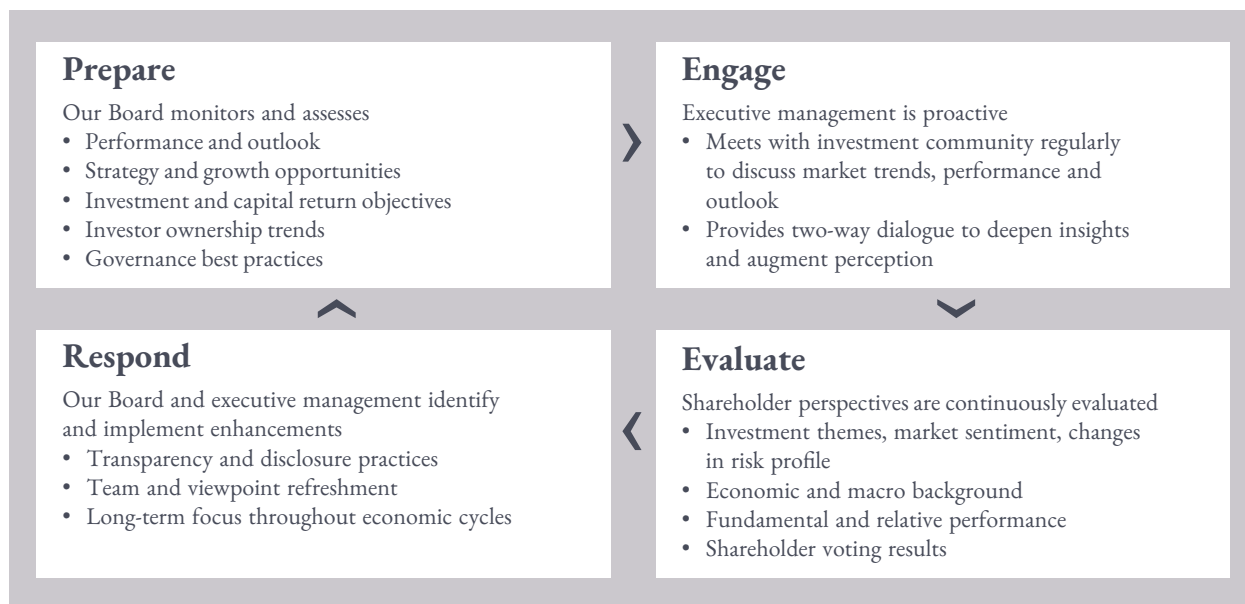 Prepare
Our Board monitors and assesses
• Performance and outlook
• Strategy and growth opportunities
• Investment and capital return objectives
• Investor ownership trends
• Governance best practices
Engage
Executive management is proactive
• Meets with investment community regularly
to discuss market trends, performance and
outlook
• Provides two-way dialogue to deepen insights
and augment perception
Respond
Our Board and executive management identify
and implement enhancements
• Transparency and disclosure practices
• Team and viewpoint refreshment
• Long-term focus throughout economic cycles
Evaluate
Shareholder perspectives are continuously evaluated
• Investment themes, market sentiment, changes
in risk profile
• Economic and macro background
• Fundamental and relative performance
• Shareholder voting results